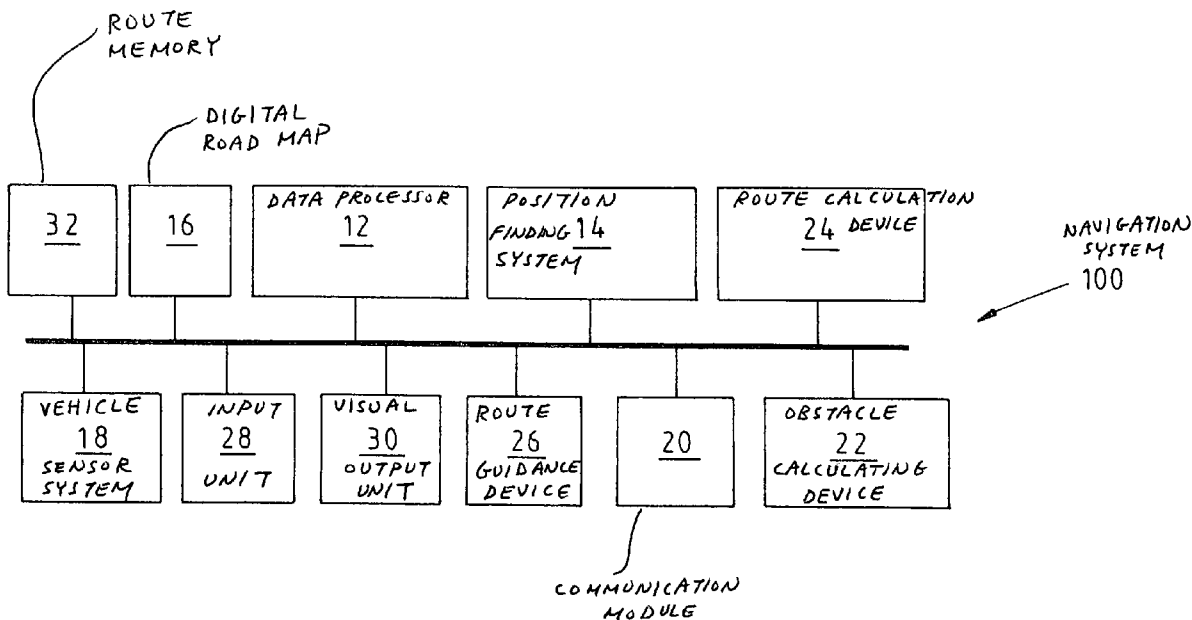 ROUTE
MEMORY
DIGITAL
ROAD MAP
32
16
DATA PROCESSOR
12
POSITION
FINDING 14
SYSTEM
ROUTE CALCULATION
24 DEVICE
NAVIGATION
SYSTEM
100
VEHICLE
18
SENSOR
SYSTEM
INPUT
28
UNIT
VISUAL
30
OUTPUT
UNIT
ROUTE
26
GUIDANCE
DEVICE
20
OBSTACLE
22
CALCULATING
DEVICE
COMMUNICATION
MODULE